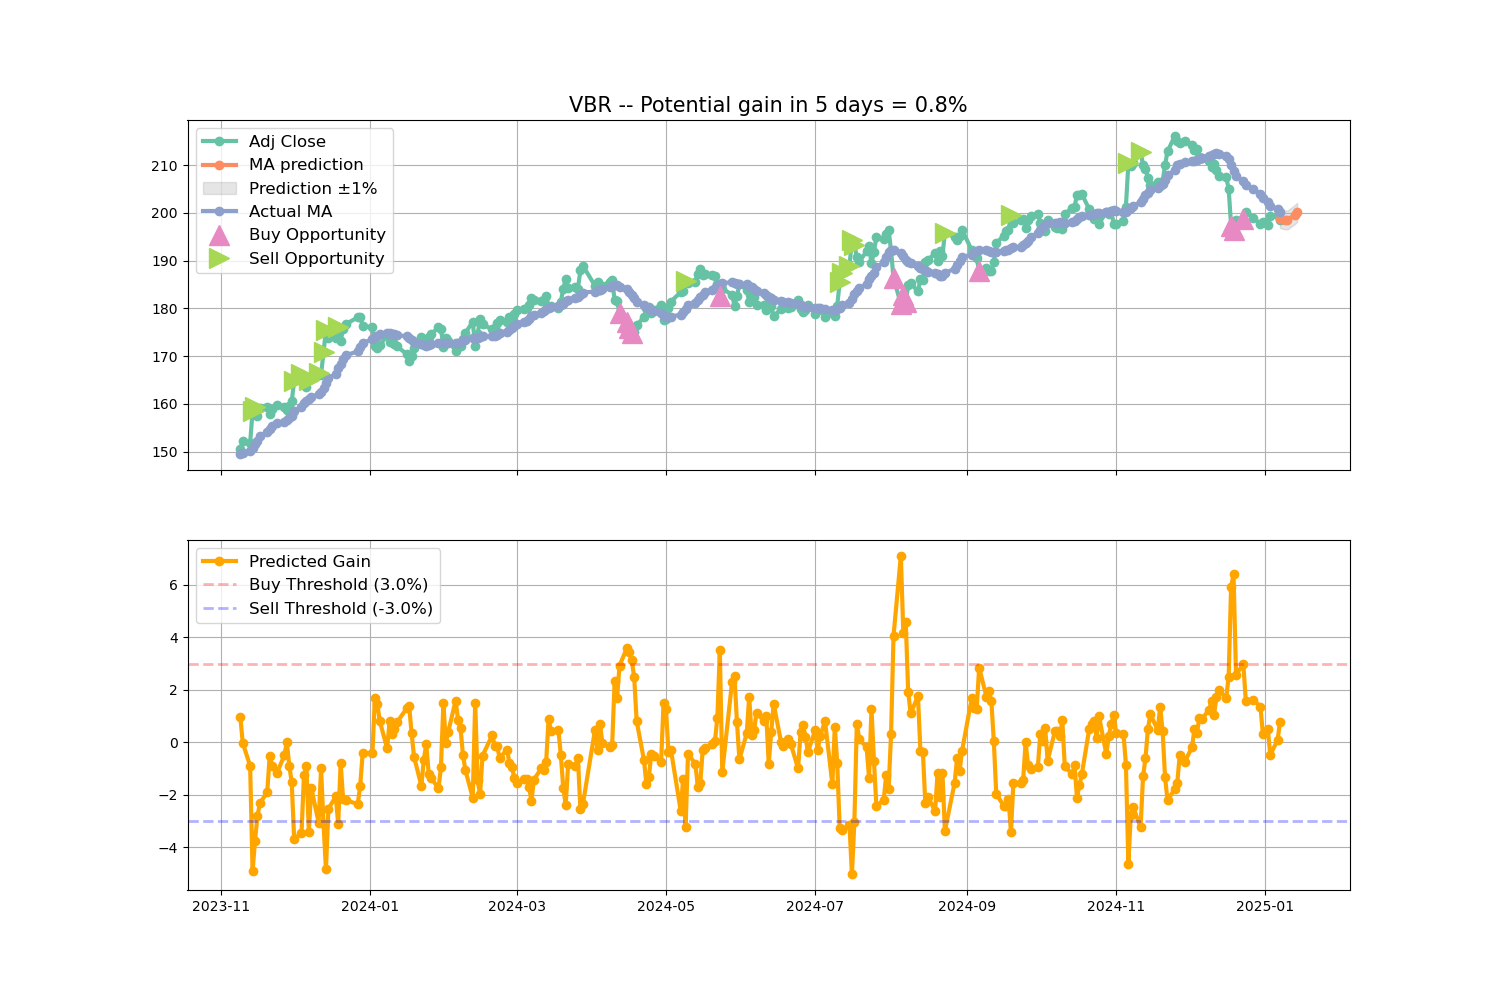 VBR -- Potential gain in 5 days = 0.8%
Adj Close
MA prediction
Prediction ±1%
Actual MA
Buy Opportunity
Sell Opportunity
210
200
190
180
170
160
150
Predicted Gain
Buy Threshold (3.0%)
Sell Threshold (-3.0%)
6
4
2
0
−2
−4
2023-11 2024-01 2024-03 2024-05 2024-07 2024-09 2024-11 2025-01